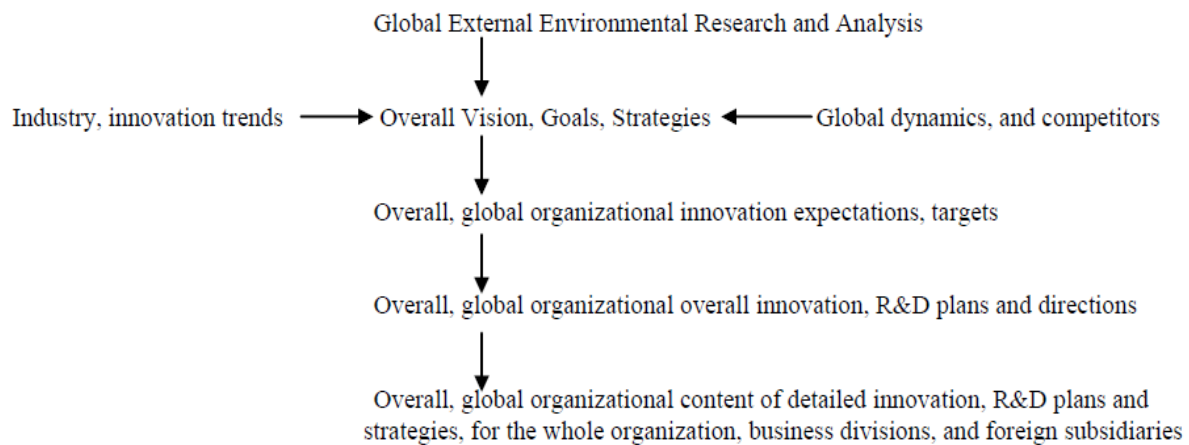 Global External Environmental Research and Analysis
Industry, innovation trends
Overall Vision, Goals, Strategies
Global dynamics, and competitors
Overall, global organizational innovation expectations, targets
Overall, global organizational overall innovation, R&D plans and directions
Overall, global organizational content of detailed innovation, R&D plans and
strategies, for the whole organization, business divisions, and foreign subsidiaries